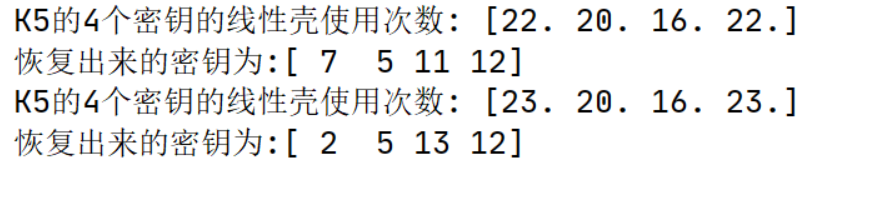 K5的4个密钥的线性壳使用次数: [22. 20. 16. 22.]
恢复出来的密钥为:[ 7  5 11 12]
K5的4个密钥的线性壳使用次数: [23. 20. 16. 23.]
恢复出来的密钥为:[ 2  5 13 12]